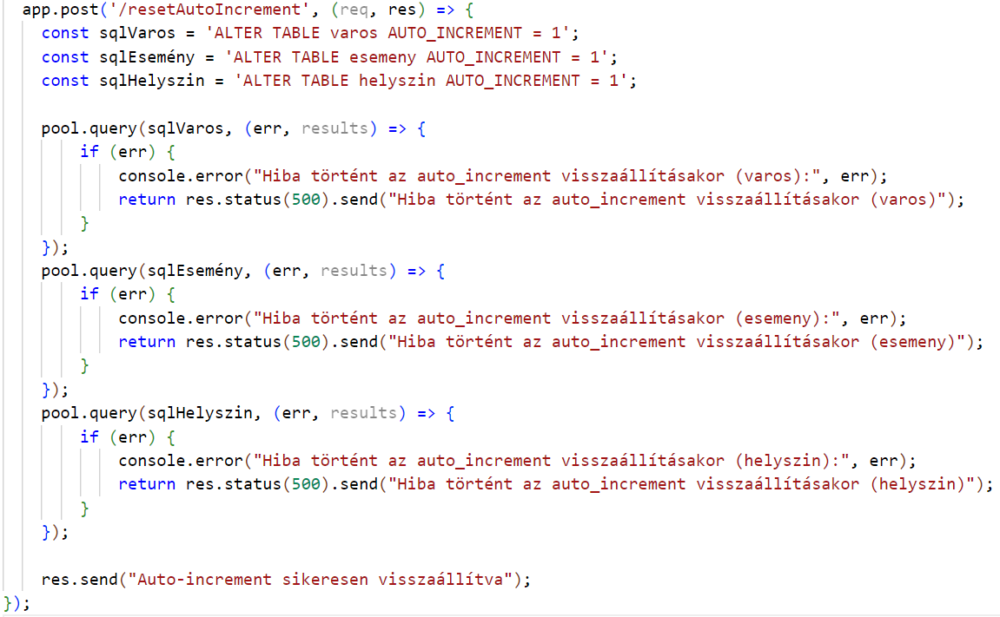 app.post('/resetAutoIncrement', (req, res) => {
const sqlVaros = 'ALTER TABLE varos AUTO_INCREMENT = 1';
const sqlEsemény = 'ALTER TABLE esemeny AUTO_INCREMENT = 1';
const sqlHelyszin = 'ALTER TABLE helyszin AUTO_INCREMENT = 1';
pool.query(sqlVaros, (err, results) => {
if (err) {
console.error("Hiba történt az auto_increment visszaállításakor (varos):", err);
return res.status(500).send("Hiba történt az auto_increment visszaállításakor (varos)");
}
});
pool.query(sqlEsemény, (err, results) => {
if (err) {
console.error("Hiba történt az auto_increment visszaállításakor (esemeny):", err);
return res.status(500).send("Hiba történt az auto_increment visszaállításakor (esemeny)");
}
});
pool.query(sqlHelyszin, (err, results) => {
if (err) {
console.error("Hiba történt az auto_increment visszaállításakor (helyszin):", err);
return res.status(500).send("Hiba történt az auto_increment visszaállításakor (helyszin)");
}
});
res.send("Auto-increment sikeresen visszaállítva");
});